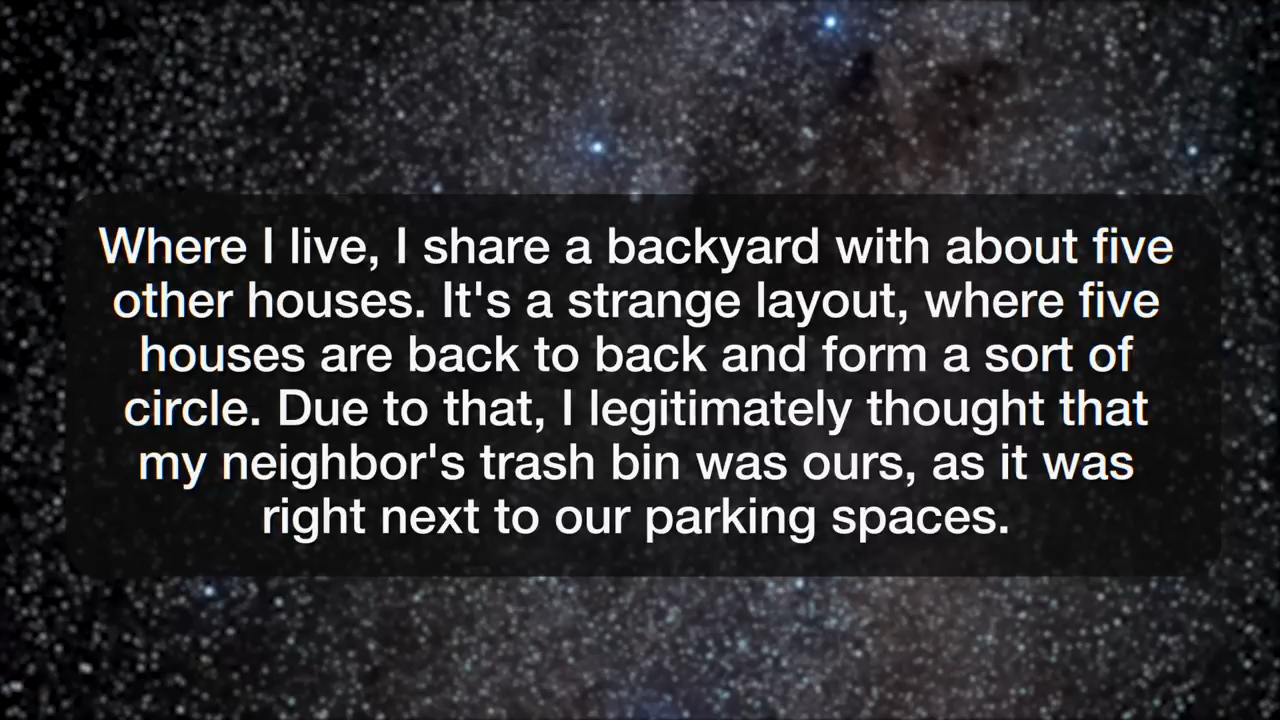 Where I live, I share a backyard with about five
other houses. It's a strange layout, where five
houses are back to back and form a sort of
circle. Due to that, I legitimately thought that
my neighbor's trash bin was ours, as it was
right next to our parking spaces.